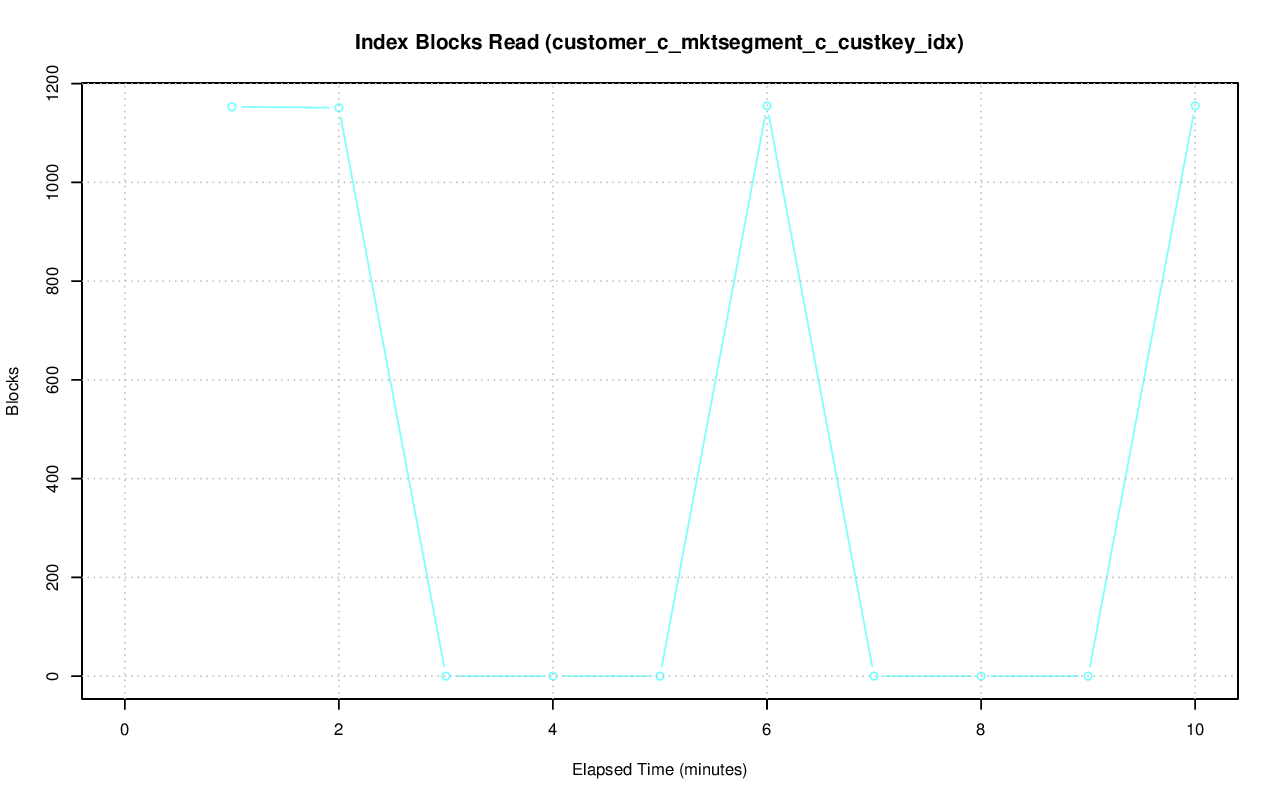 Index Blocks Read (customer_c_mktsegment_c_custkey_idx)
1200
1000
800
600
400
200
0
Blocks
0 2 4 6 8 10
Elapsed Time (minutes)